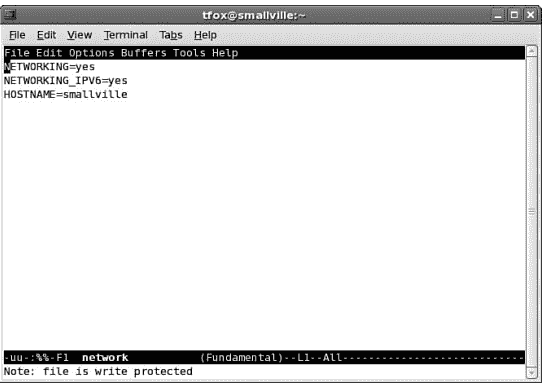 tfox@smallville:~
File Edit View Terminal Tabs Help
File Edit Options Buffers Tools Help
NETWORKING=yes
NETWORKING_IPV6=yes
HOSTNAME=smallville
-uu-:%%-F1 network (Fundamental)--L1--All----------------------------
Note: file is write protected